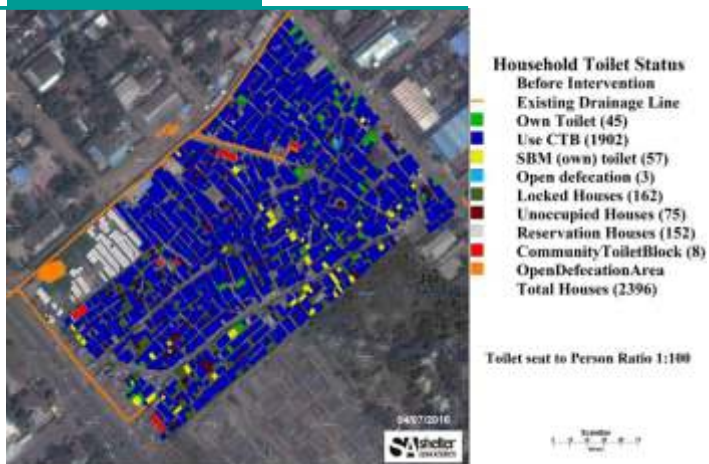 Household Toilet Status
Before Intervention
Existing Drainage Line
Own Toilet (45)
Use CTB (1902)
SBM (own) toilet (57)
Open defecation (3)
Locked Houses (162)
Unoccupied Houses (75)
Reservation Houses (152)
CommunityToiletBlock (8)
OpenDefecationArea
Total Houses (2396)
Toilet seat to Person Ratio 1:100
04/07/2016
shelter